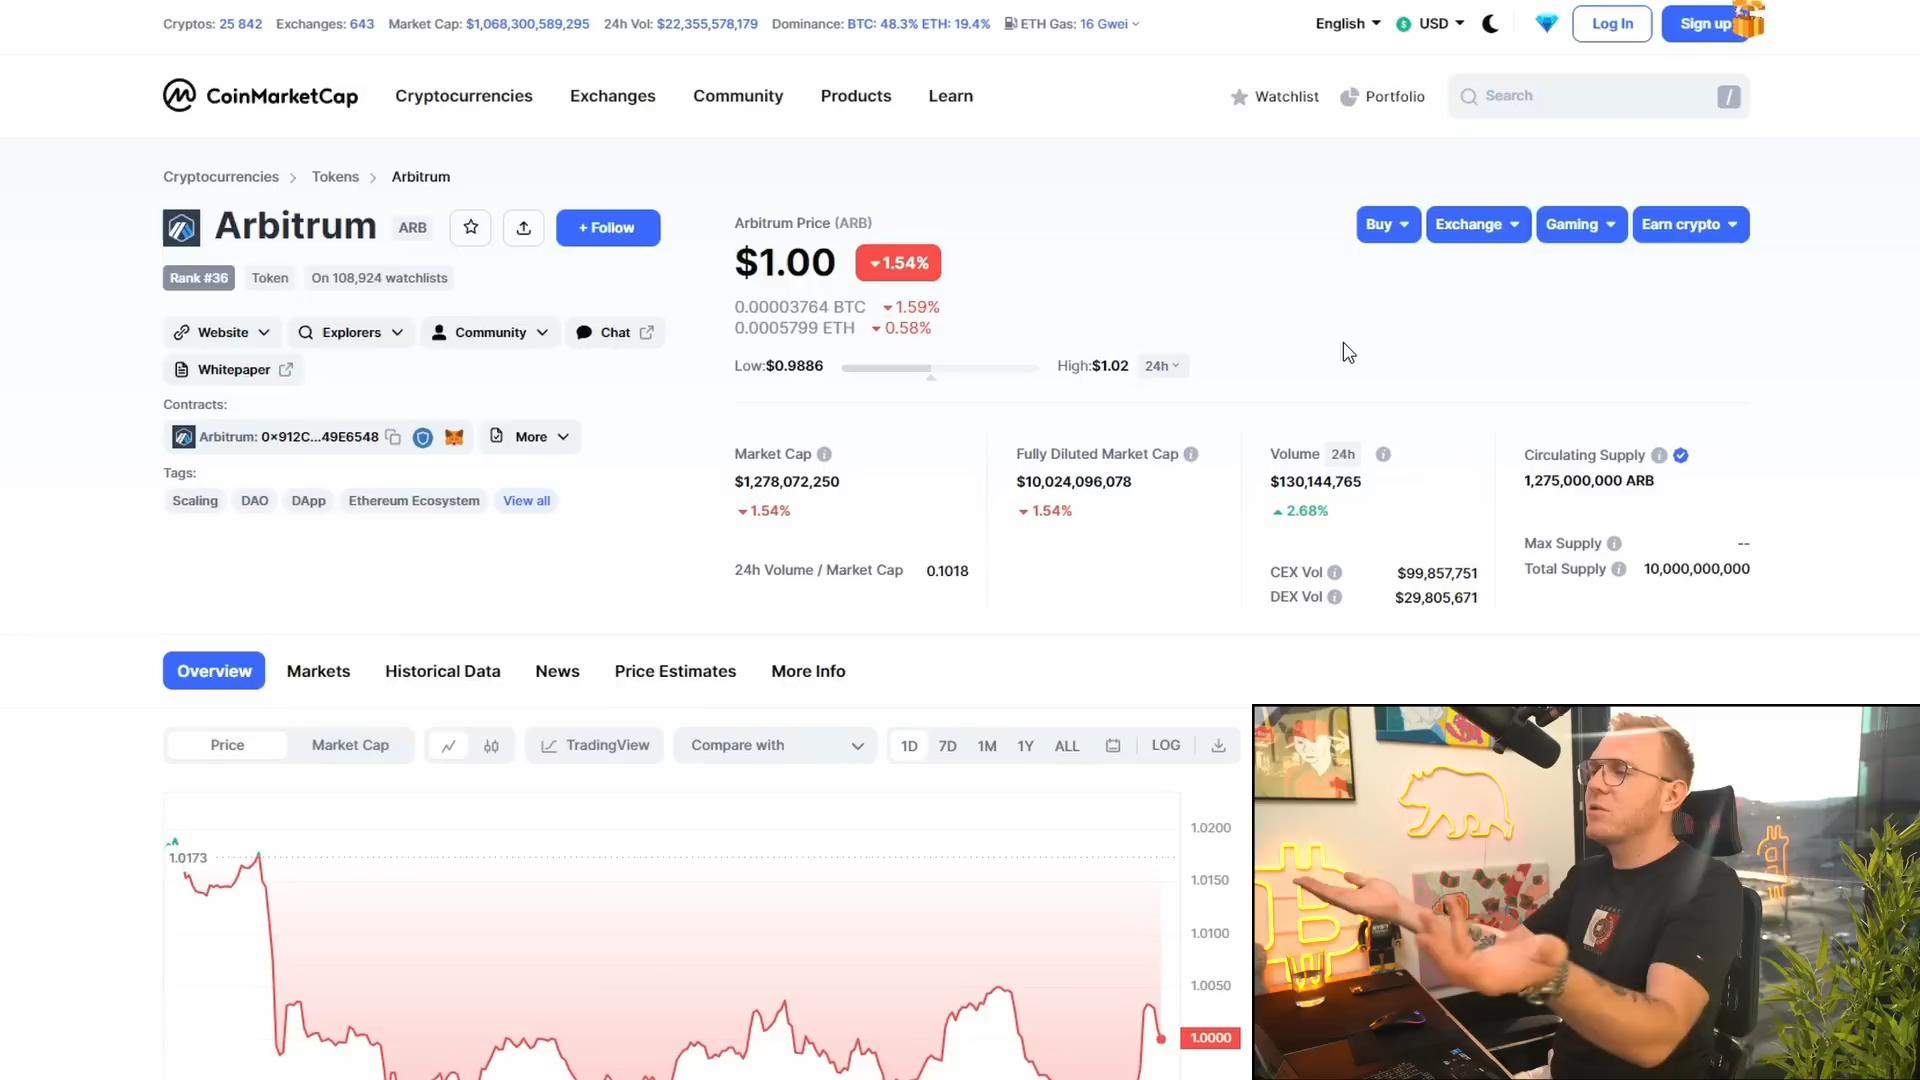 Cryptos: 25 842 Exchanges: 643 Market Cap: $1,068,300,589,295 24h Vol: $22,355,578,179 Dominance: BTC: 48.3% ETH: 19.4% ETH Gas: 16 Gwei
English USD Log In Sign up
CoinMarketCap Cryptocurrencies Exchanges Community Products Learn Watchlist Portfolio Search /
Cryptocurrencies > Tokens > Arbitrum
Arbitrum ARB + Follow
Rank #36 Token On 108,924 watchlists
Website Explorers Community Chat
Whitepaper
Contracts:
Arbitrum: 0x912C...49E6548 More
Tags:
Scaling DAO DApp Ethereum Ecosystem View all
Arbitrum Price (ARB)
$1.00 1.54%
0.00003764 BTC 1.59%
0.0005799 ETH 0.58%
Low:$0.9886 High:$1.02 24h
Buy Exchange Gaming Earn crypto
Market Cap
$1,278,072,250
1.54%
24h Volume / Market Cap 0.1018
Fully Diluted Market Cap
$10,024,096,078
1.54%
Volume 24h
$130,144,765
2.68%
CEX Vol $99,857,751
DEX Vol $29,805,671
Circulating Supply
1,275,000,000 ARB
Max Supply --
Total Supply 10,000,000,000
Overview Markets Historical Data News Price Estimates More Info
Price Market Cap TradingView Compare with 1D 7D 1M 1Y ALL LOG
1.0173
1.0200
1.0150
1.0100
1.0050
1.0000